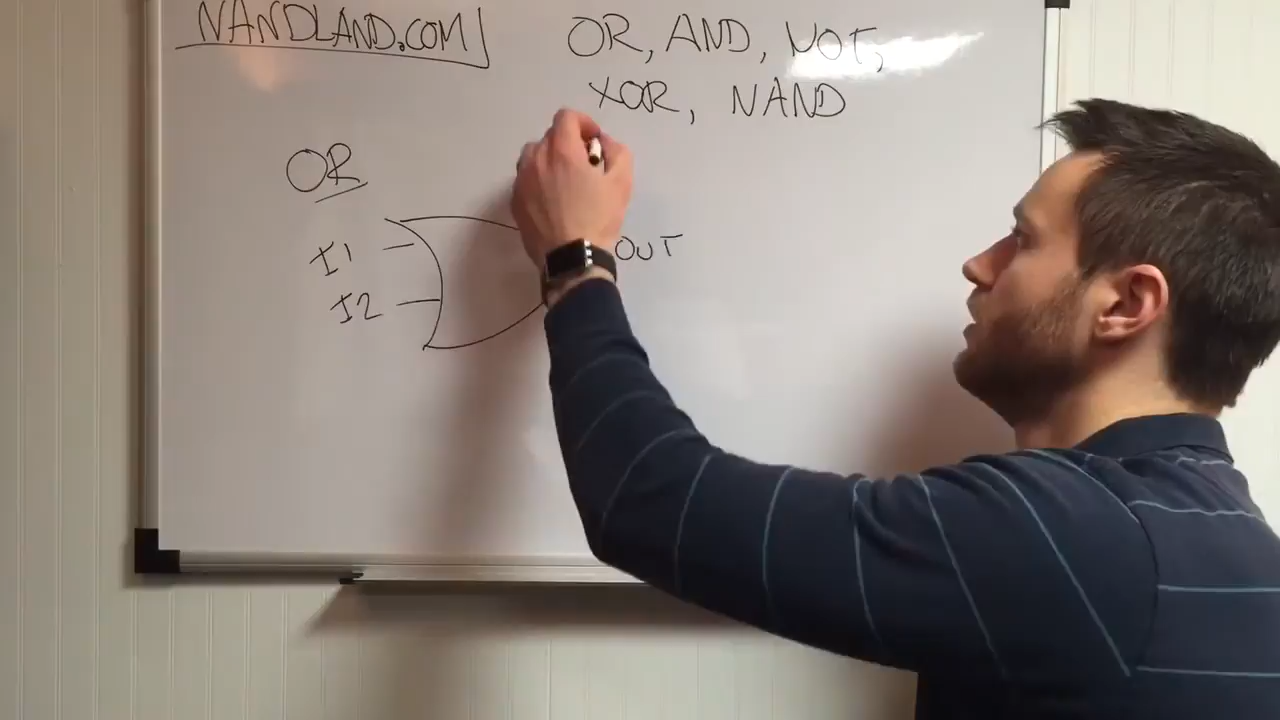 NANDLAND.COM
OR, AND, NOT,
XOR, NAND
OR
I1
I2
OUT